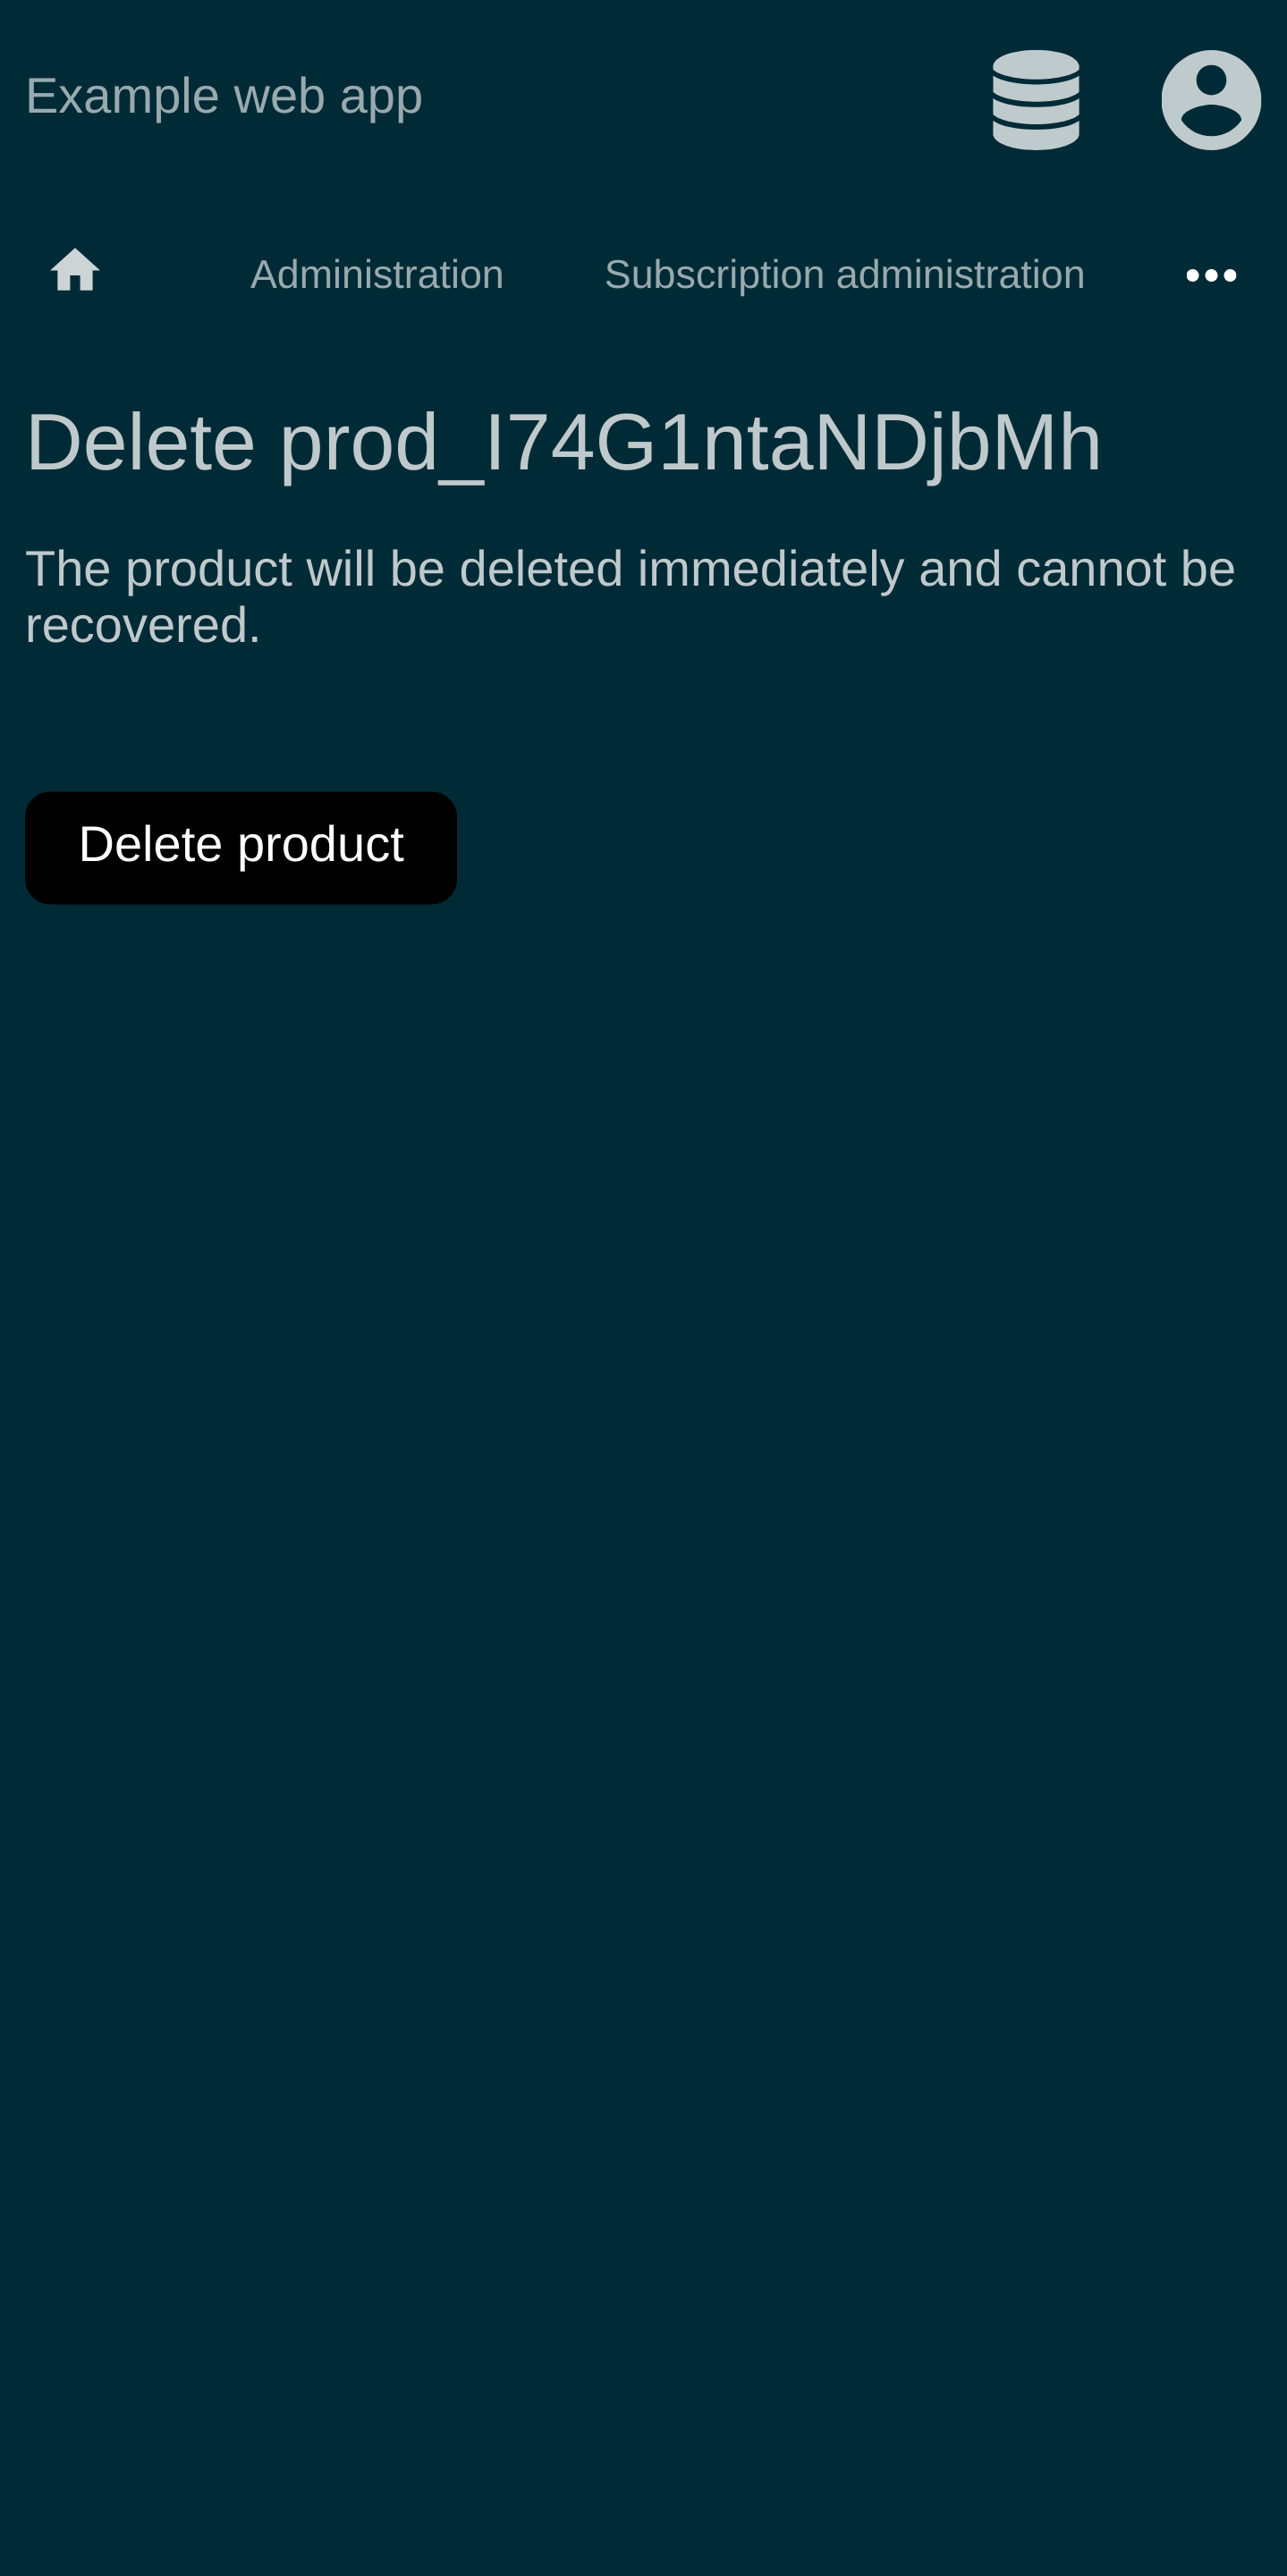 Example web app
Administration Subscription administration
Delete prod_I74G1ntaNDjbMh
The product will be deleted immediately and cannot be
recovered.
Delete product